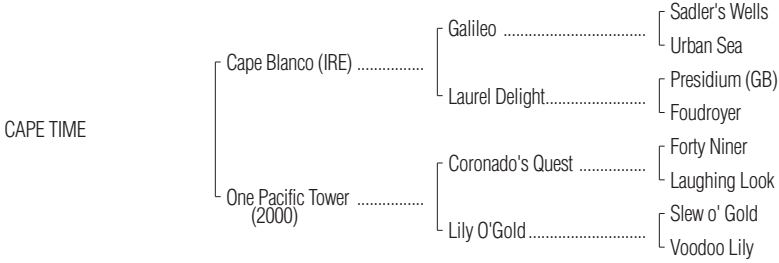 Sadler's Wells
Galileo ................................
Urban Sea
Cape Blanco (IRE) ................
Presidium (GB)
Laurel Delight........................
Foudroyer
CAPE TIME
Forty Niner
Coronado's Quest ................
Laughing Look
One Pacific Tower ................
(2000)
Slew o' Gold
Lily O'Gold............................
Voodoo Lily